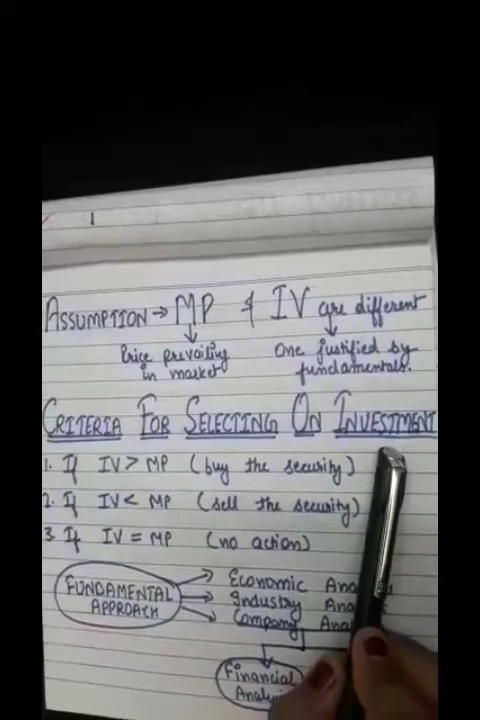 ASSUMPTION → MP & IV are different
Price prevailing
in market
One justified by
fundamentals.
CRITERIA FOR SELECTING ON INVESTMENT
1. If IV > MP (buy the security)
2. If IV < MP (sell the security)
3. If IV = MP (no action)
FUNDAMENTAL
APPROACH
Economic
Industry
Company
Financial